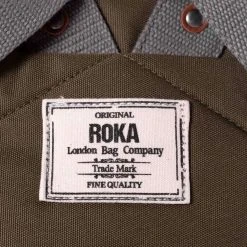 ORIGINAL
ROKA
London Bag Company
Trade Mark
FINE QUALITY